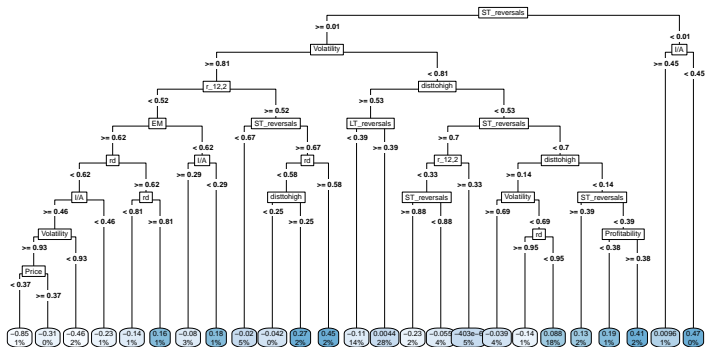 ST_reversals
>= 0.01
< 0.01
Volatility
I/A
>= 0.81
< 0.81
>= 0.45
< 0.45
r_12,2
disttohigh
< 0.52
>= 0.52
>= 0.53
< 0.53
EM
ST_reversals
LT_reversals
ST_reversals
>= 0.62
< 0.62
< 0.67
>= 0.67
< 0.39
>= 0.39
>= 0.7
< 0.7
rd
I/A
rd
r_12,2
disttohigh
< 0.62
>= 0.62
>= 0.29
< 0.29
< 0.58
>= 0.58
< 0.33
>= 0.33
>= 0.14
< 0.14
I/A
rd
disttohigh
ST_reversals
Volatility
ST_reversals
>= 0.46
< 0.46
< 0.81
>= 0.81
< 0.25
>= 0.25
>= 0.88
< 0.88
>= 0.69
< 0.69
>= 0.39
< 0.39
Volatility
rd
Profitability
>= 0.93
< 0.93
>= 0.95
< 0.95
< 0.38
>= 0.38
Price
< 0.37
>= 0.37
−0.85 −0.31 −0.46 −0.23 −0.14 0.16 −0.08 0.18 −0.02 −0.042 0.27 0.45 −0.11 0.0044 −0.23 −0.055 −403e−6 −0.039 −0.14 0.088 0.13 0.19 0.41 0.0096 0.47
1% 0% 2% 1% 1% 1% 3% 1% 5% 0% 2% 2% 14% 28% 2% 4% 5% 4% 1% 18% 2% 1% 2% 1% 0%